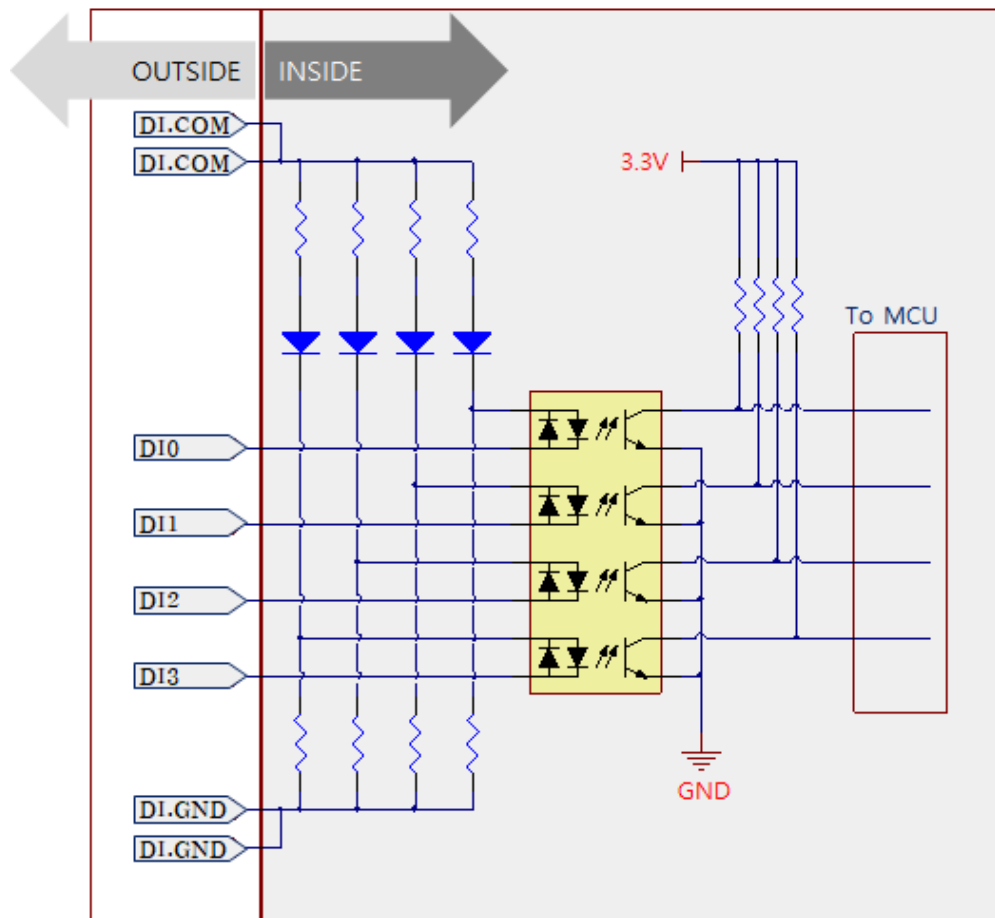 OUTSIDE INSIDE
DI.COM
DI.COM
3.3V
To MCU
DI0
DI1
DI2
DI3
GND
DI.GND
DI.GND